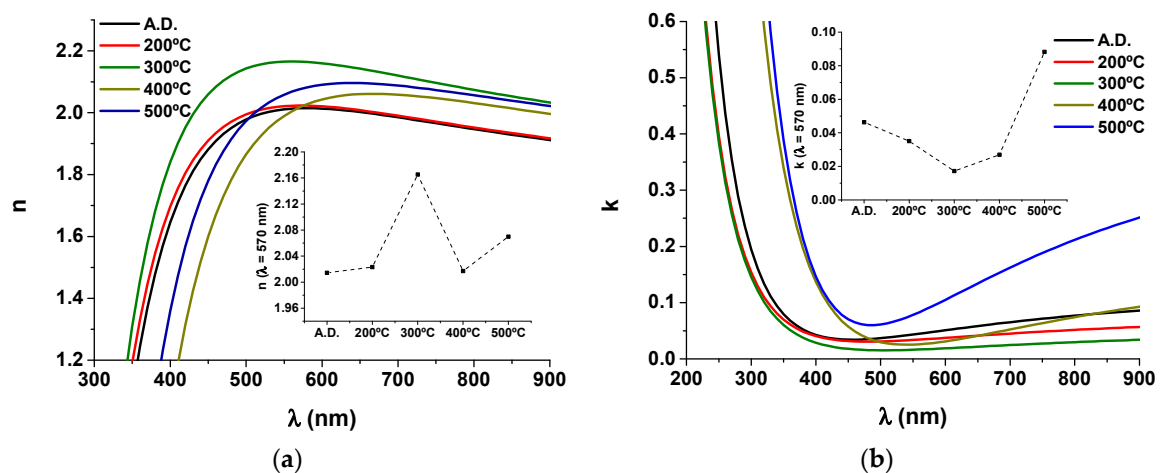 A.D.
200ºC
300ºC
400ºC
500ºC
2.2
2.0
1.8
1.6
1.4
1.2
n
300 400 500 600 700 800 900
λ (nm)
2.20
2.16
2.12
2.08
2.04
2.00
1.96
n (λ = 570 nm)
A.D. 200ºC 300ºC 400ºC 500ºC
(a)
A.D.
200ºC
300ºC
400ºC
500ºC
0.6
0.5
0.4
0.3
0.2
0.1
0.0
k
200 300 400 500 600 700 800 900
λ (nm)
0.10
0.08
0.06
0.04
0.02
0.00
k (λ = 570 nm)
A.D. 200ºC 300ºC 400ºC 500ºC
(b)